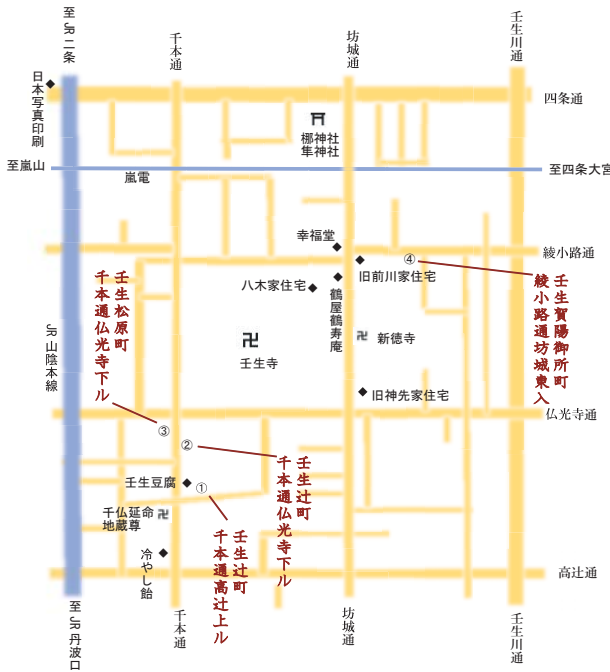 至JR二条
千本通
坊城通
壬生川通
日本写真印刷
四条通
梛神社
隼神社
至嵐山
嵐電
至四条大宮
幸福堂
④
綾小路通
旧前川家住宅
八木家住宅
鶴屋鶴寿庵
壬生松原町
千本通仏光寺下ル
壬生賀陽御所町
綾小路通坊城東入
JR山陰本線
卍
壬生寺
卍
新徳寺
旧神先家住宅
仏光寺通
③
②
壬生豆腐
①
壬生辻町
千本通仏光寺下ル
千仏延命
地蔵尊
卍
壬生辻町
千本通高辻上ル
冷やし飴
高辻通
至JR丹波口
千本通
坊城通
壬生川通